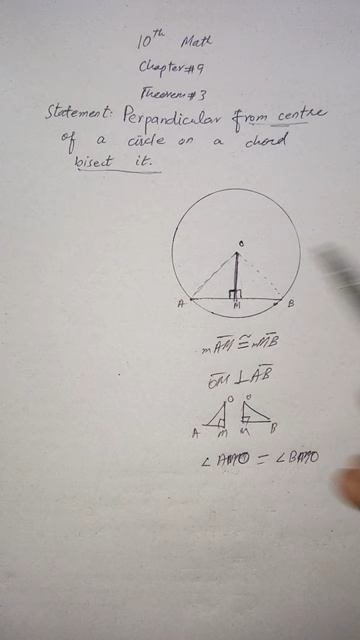 10th Math
Chapter#9
Theorem#3
Statement: Perpandicular from centre
of a circle on a chord
bisect it.
O
A M B
mAM ≅ mMB
OM ⊥ AB
O O
A M M B
∠AMO = ∠BMO